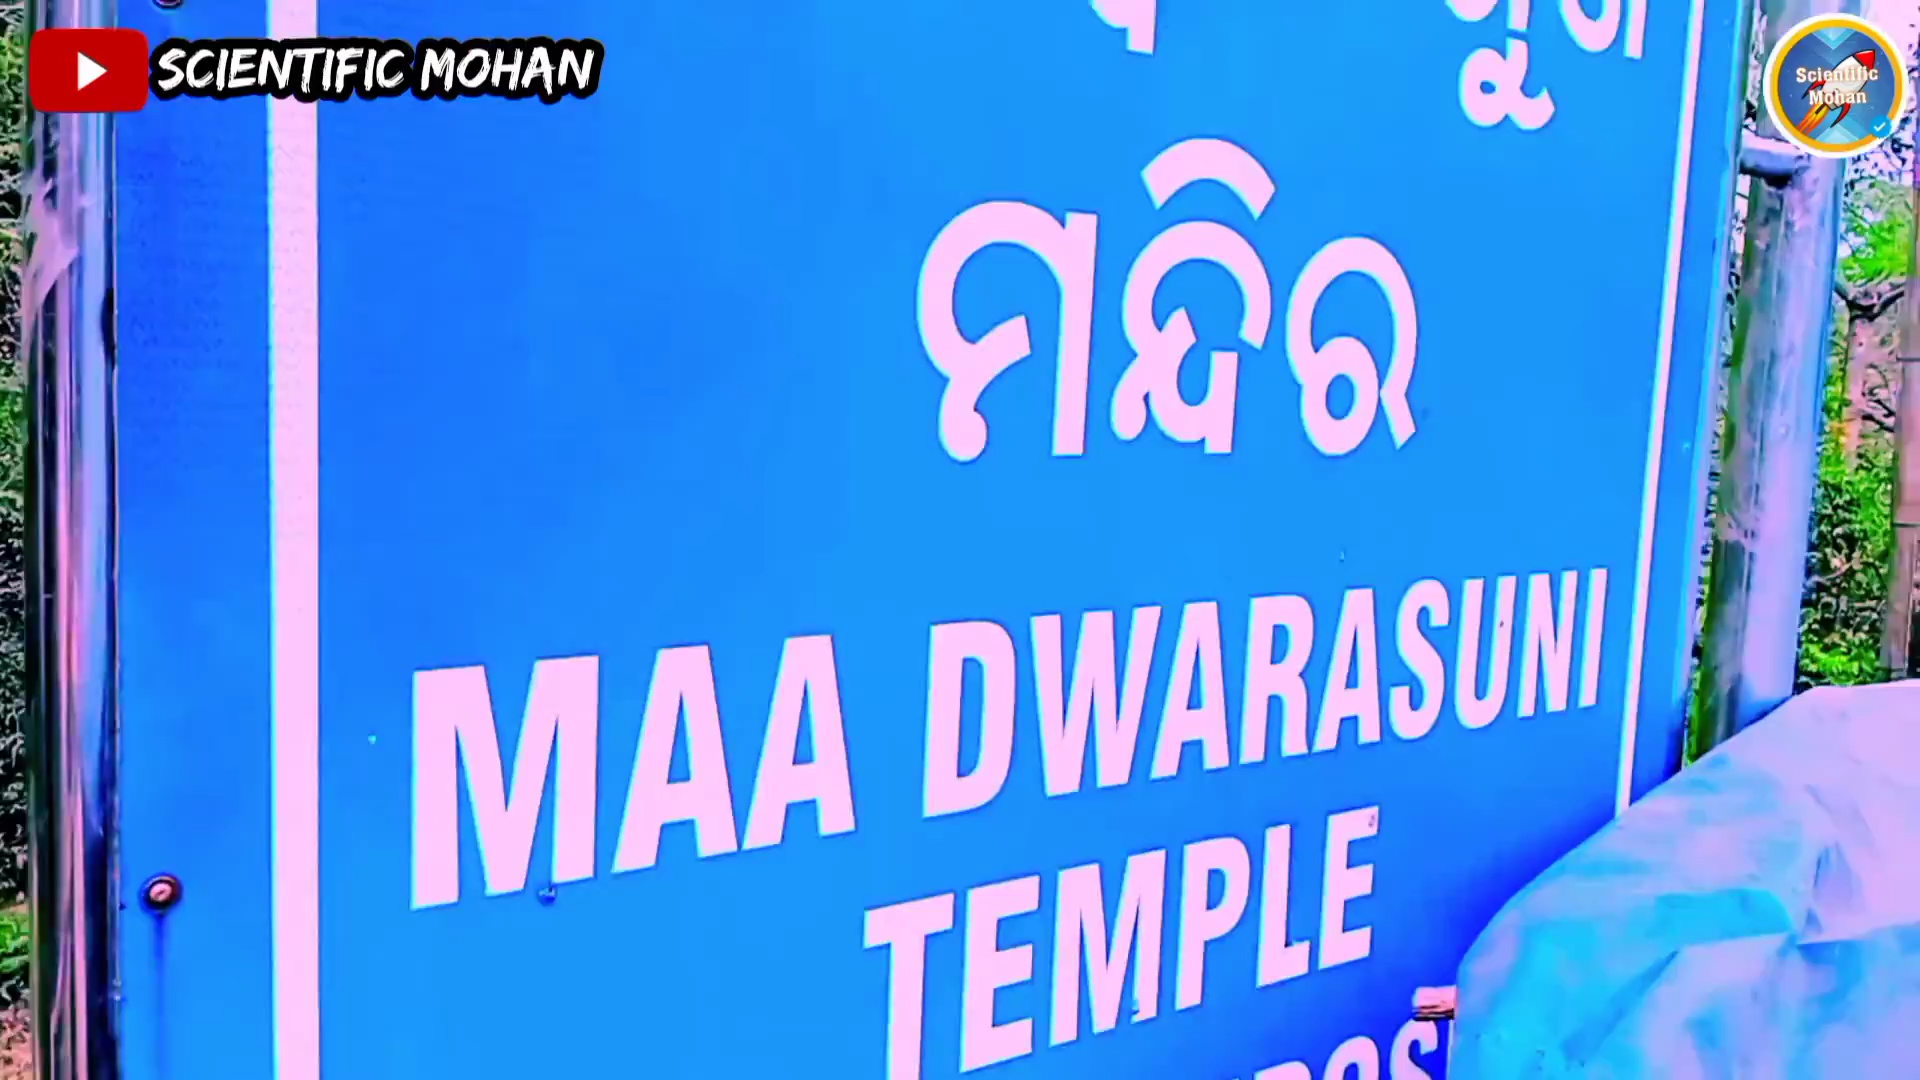 SCIENTIFIC MOHAN
Scientific
Mohan
ମନ୍ଦିର
MAA DWARASUNI
TEMPLE